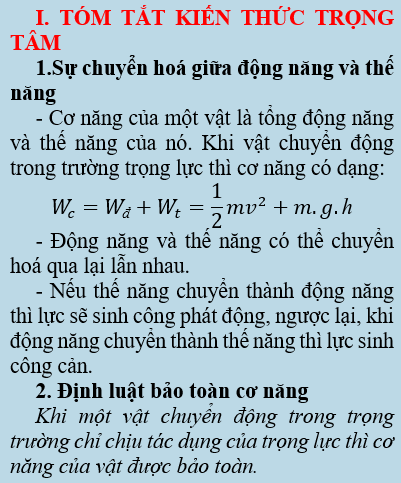 I. TÓM TẮT KIẾN THỨC TRỌNG
TÂM
1.Sự chuyển hoá giữa động năng và thế
năng
- Cơ năng của một vật là tổng động năng
và thế năng của nó. Khi vật chuyển động
trong trường trọng lực thì cơ năng có dạng:
W_c = W_đ + W_t = \frac{1}{2}mv² + m.g.h
- Động năng và thế năng có thể chuyển
hoá qua lại lẫn nhau.
- Nếu thế năng chuyển thành động năng
thì lực sẽ sinh công phát động, ngược lại, khi
động năng chuyển thành thế năng thì lực sinh
công cản.
2. Định luật bảo toàn cơ năng
Khi một vật chuyển động trong trọng
trường chỉ chịu tác dụng của trọng lực thì cơ
năng của vật được bảo toàn.